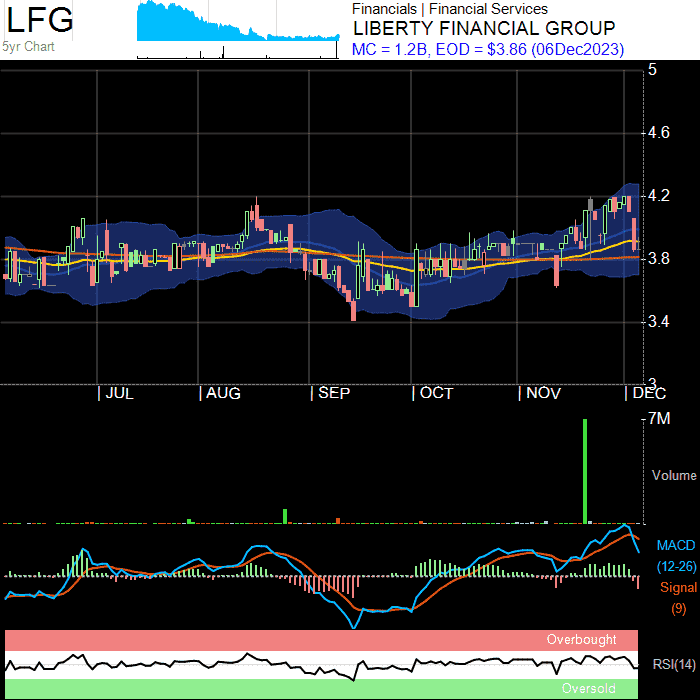 LFG
5yr Chart
Financials | Financial Services
LIBERTY FINANCIAL GROUP
MC = 1.2B, EOD = $3.86 (06Dec2023)
5
4.6
4.2
3.8
3.4
3
| JUL | AUG | SEP | OCT | NOV | DEC
7M
Volume
MACD
(12-26)
Signal
(9)
Overbought
RSI(14)
Oversold